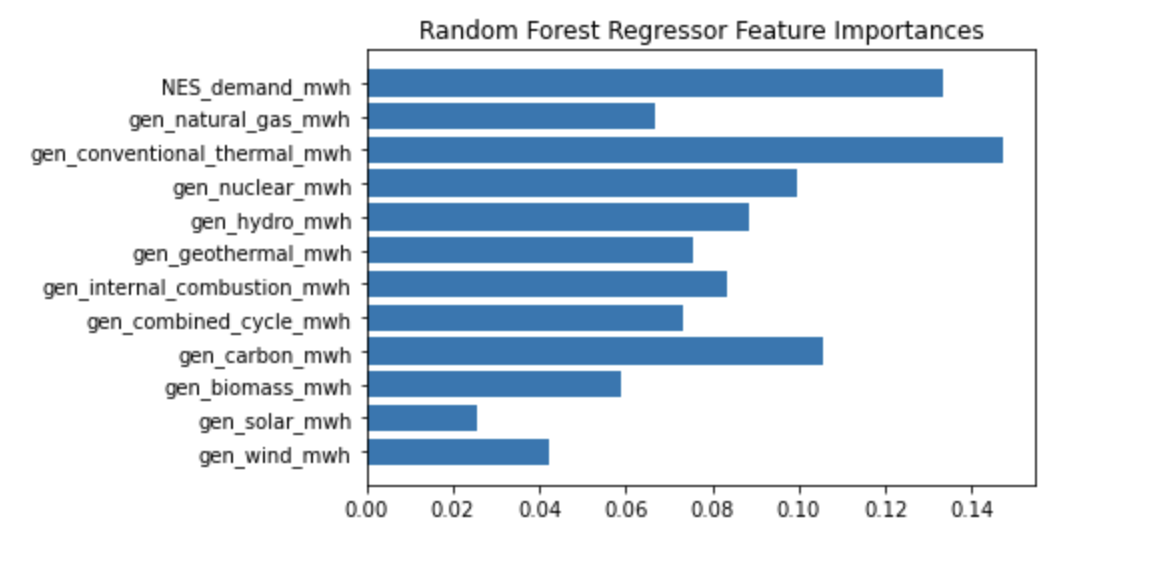 Random Forest Regressor Feature Importances
NES_demand_mwh
gen_natural_gas_mwh
gen_conventional_thermal_mwh
gen_nuclear_mwh
gen_hydro_mwh
gen_geothermal_mwh
gen_internal_combustion_mwh
gen_combined_cycle_mwh
gen_carbon_mwh
gen_biomass_mwh
gen_solar_mwh
gen_wind_mwh
0.00 0.02 0.04 0.06 0.08 0.10 0.12 0.14